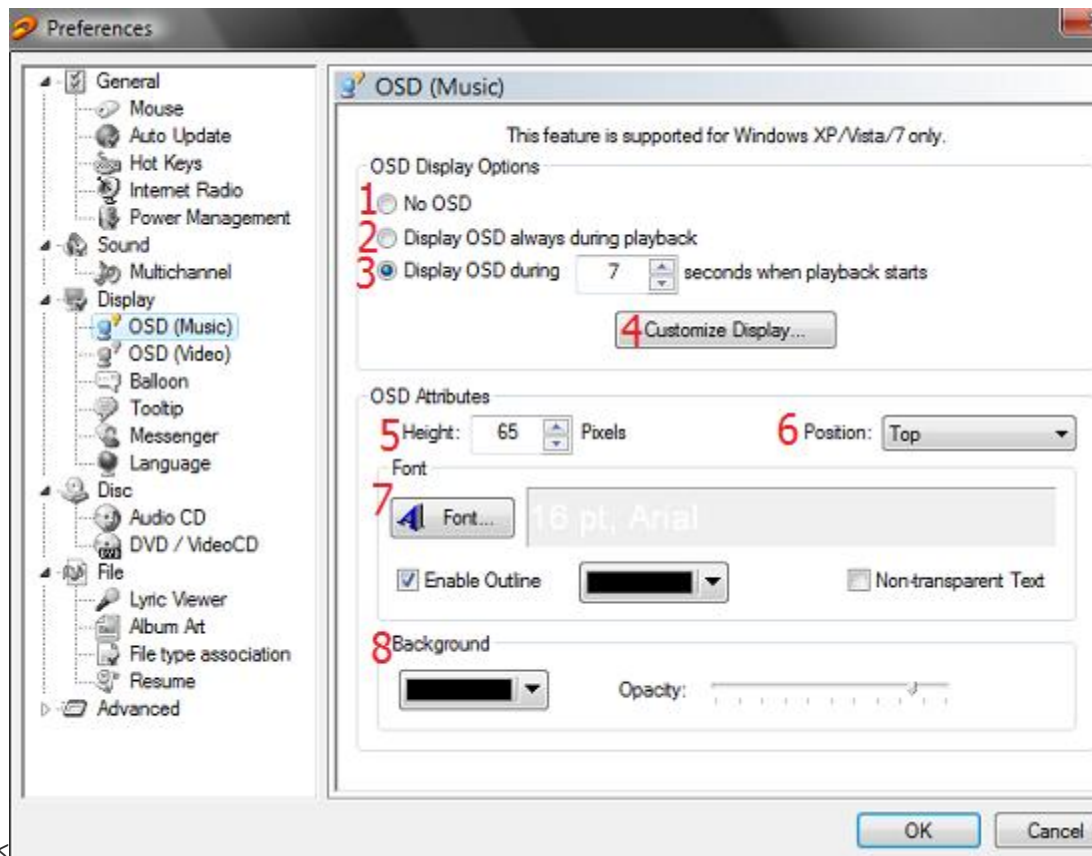 Preferences
General
Mouse
Auto Update
Hot Keys
Internet Radio
Power Management
Sound
Multichannel
Display
OSD (Music)
OSD (Video)
Balloon
Tooltip
Messenger
Language
Disc
Audio CD
DVD / VideoCD
File
Lyric Viewer
Album Art
File type association
Resume
Advanced
OSD (Music)
This feature is supported for Windows XP/Vista/7 only.
OSD Display Options
1 No OSD
2 Display OSD always during playback
3 Display OSD during 7 seconds when playback starts
4 Customize Display...
OSD Attributes
5 Height: 65 Pixels 6 Position: Top
Font
7 Font... 16 pt, Arial
Enable Outline Non-transparent Text
8 Background
Opacity:
OK Cancel
<